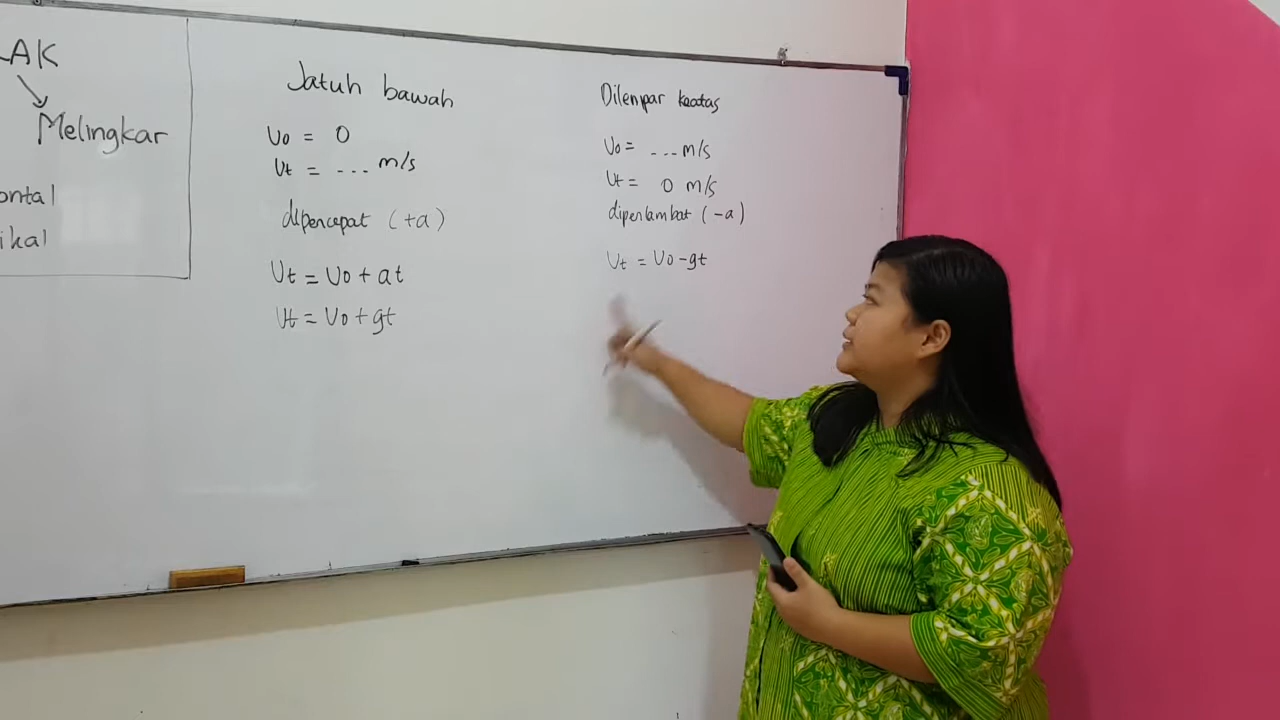 AK
Melingkar
ontal
ikal
Jatuh bawah
Vo = 0
Vt = ... m/s
dipercepat (+a)
Vt = Vo + at
Vt = Vo + gt
Dilempar keatas
Vo = ... m/s
Vt = 0 m/s
diperlambat (-a)
Vt = Vo - gt